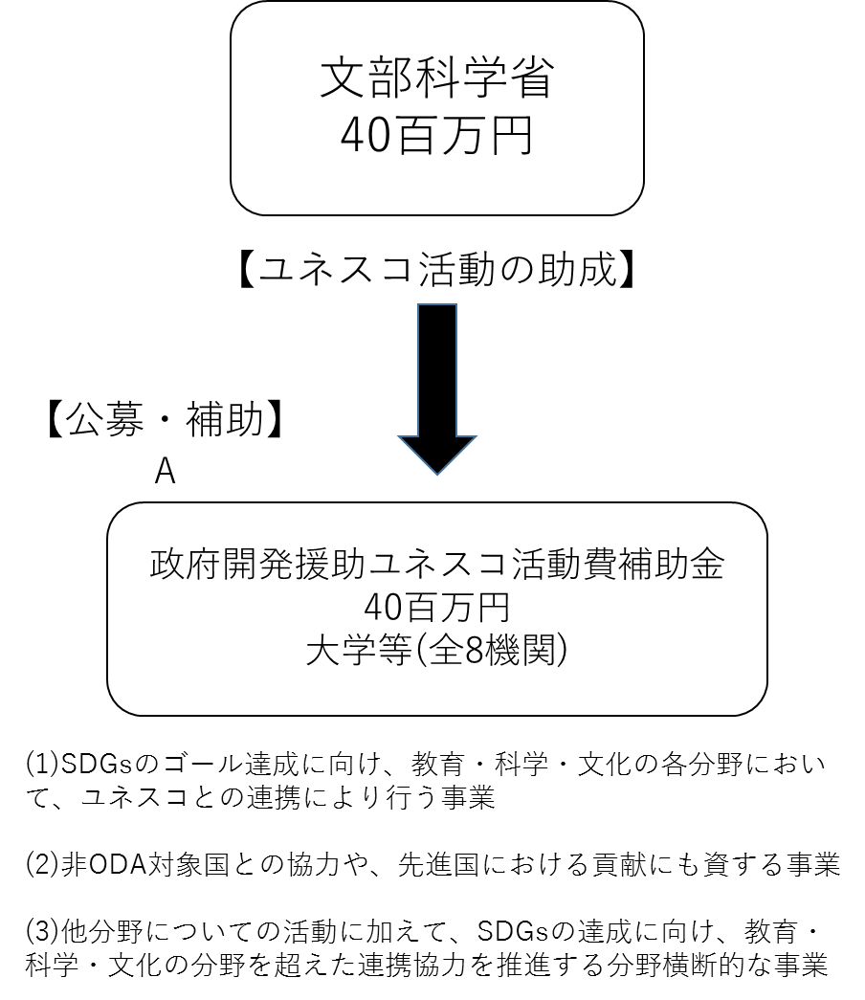 文部科学省
40百万円
【ユネスコ活動の助成】
【公募・補助】
A
政府開発援助ユネスコ活動費補助金
40百万円
大学等(全8機関)
(1)SDGsのゴール達成に向け、教育・科学・文化の各分野におい
て、ユネスコとの連携により行う事業
(2)非ODA対象国との協力や、先進国における貢献にも資する事業
(3)他分野についての活動に加えて、SDGsの達成に向け、教育・
科学・文化の分野を超えた連携協力を推進する分野横断的な事業